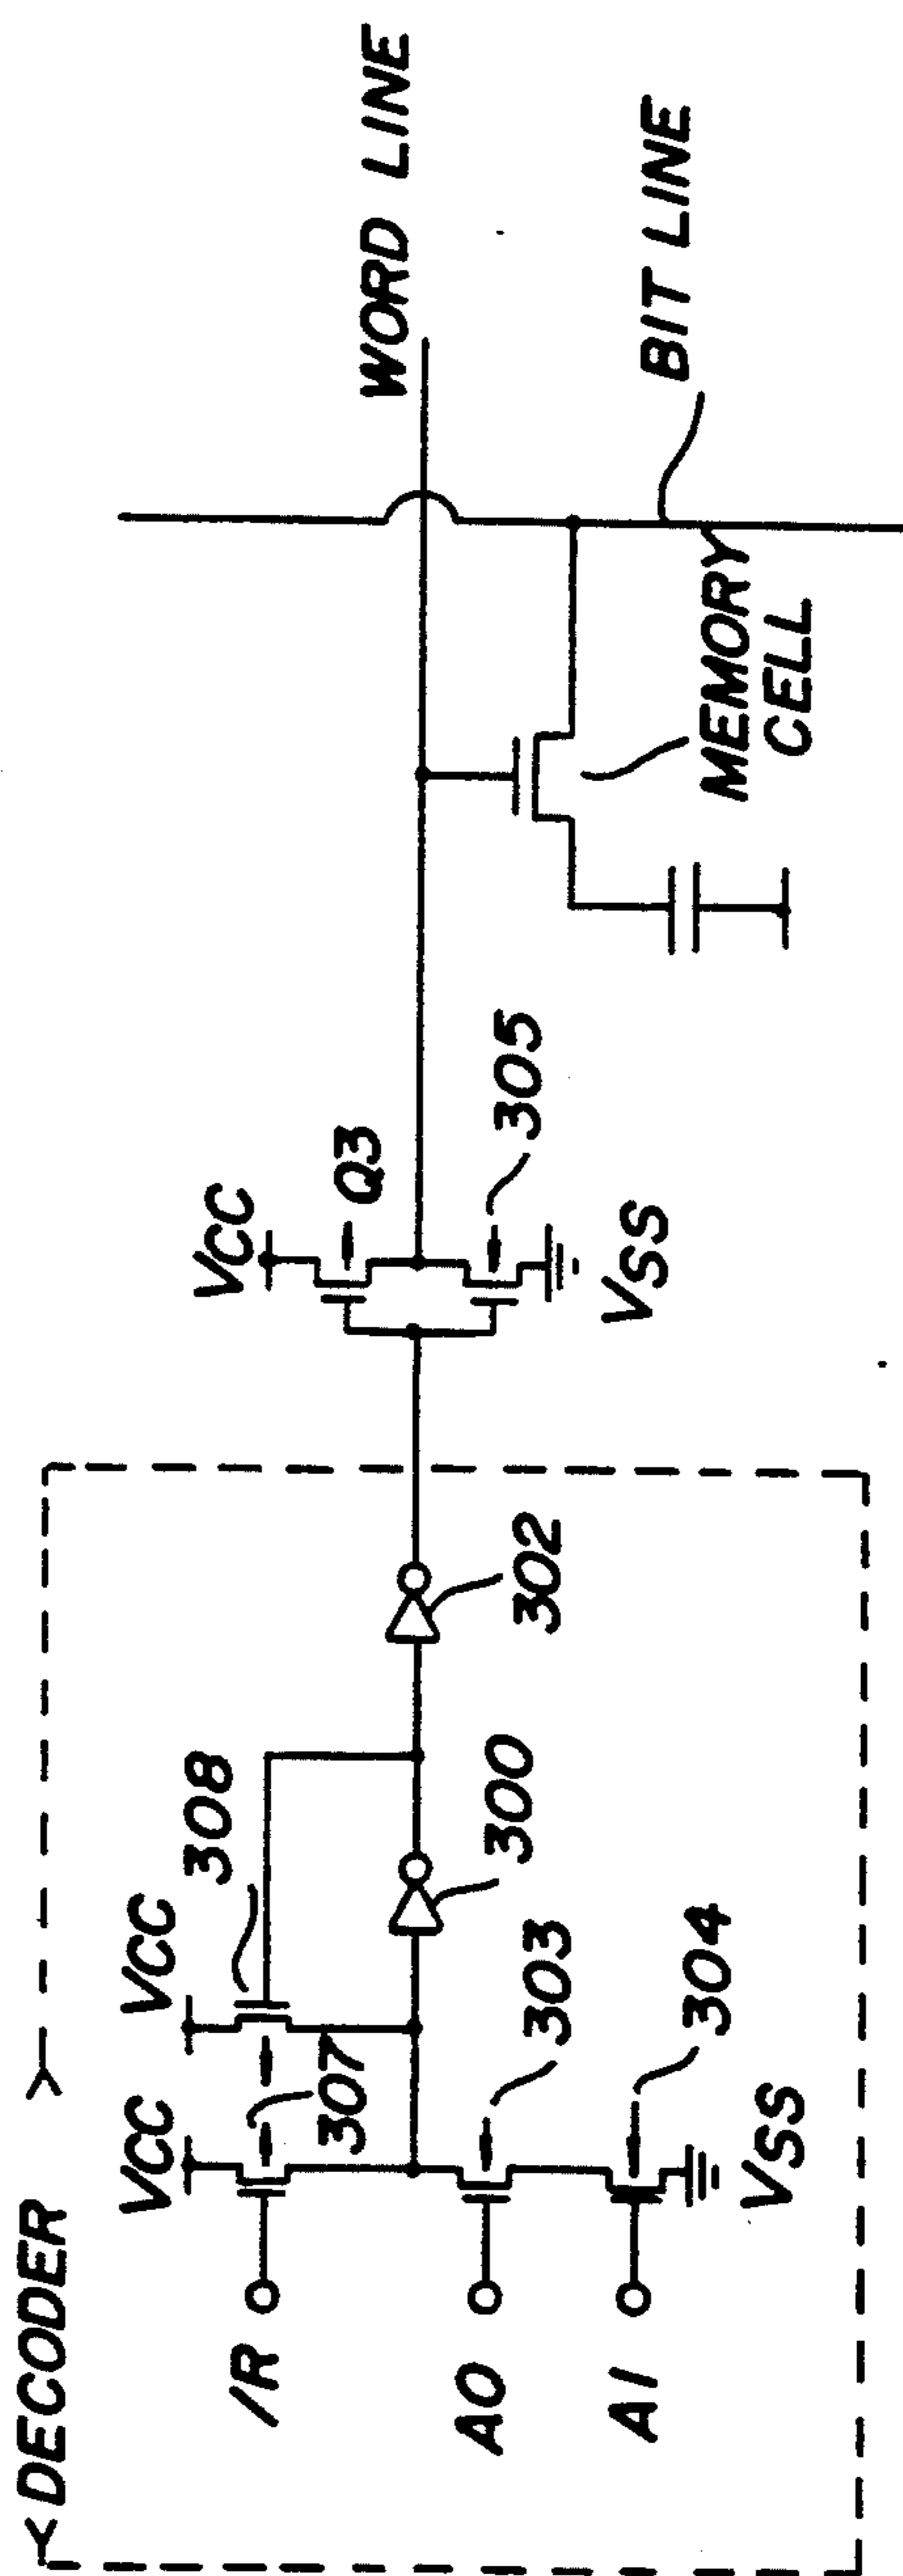 <DECODER>
/R
A0
A1
VCC
VCC
307
308
303
304
VSS
300
302
VCC
Q3
305
VSS
WORD LINE
BIT LINE
MEMORY
CELL